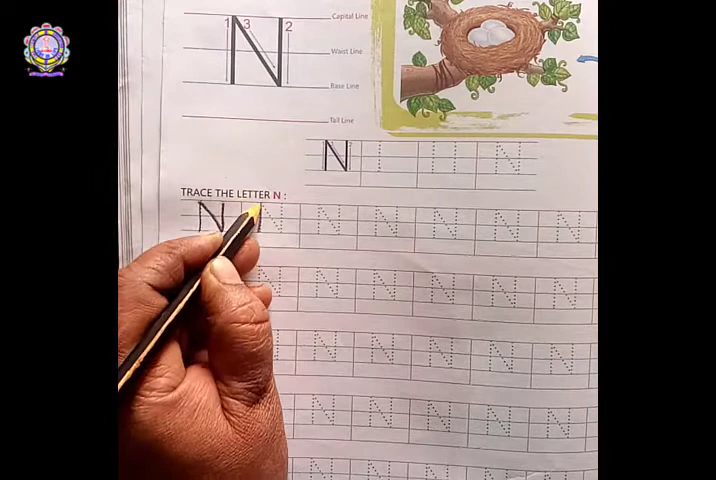 1 3 N 2
Capital Line
Waist Line
Base Line
Tail Line
N N
TRACE THE LETTER N :
N N N N N N N
N N N N N N
N N N N N
N N N N N
N N N N N